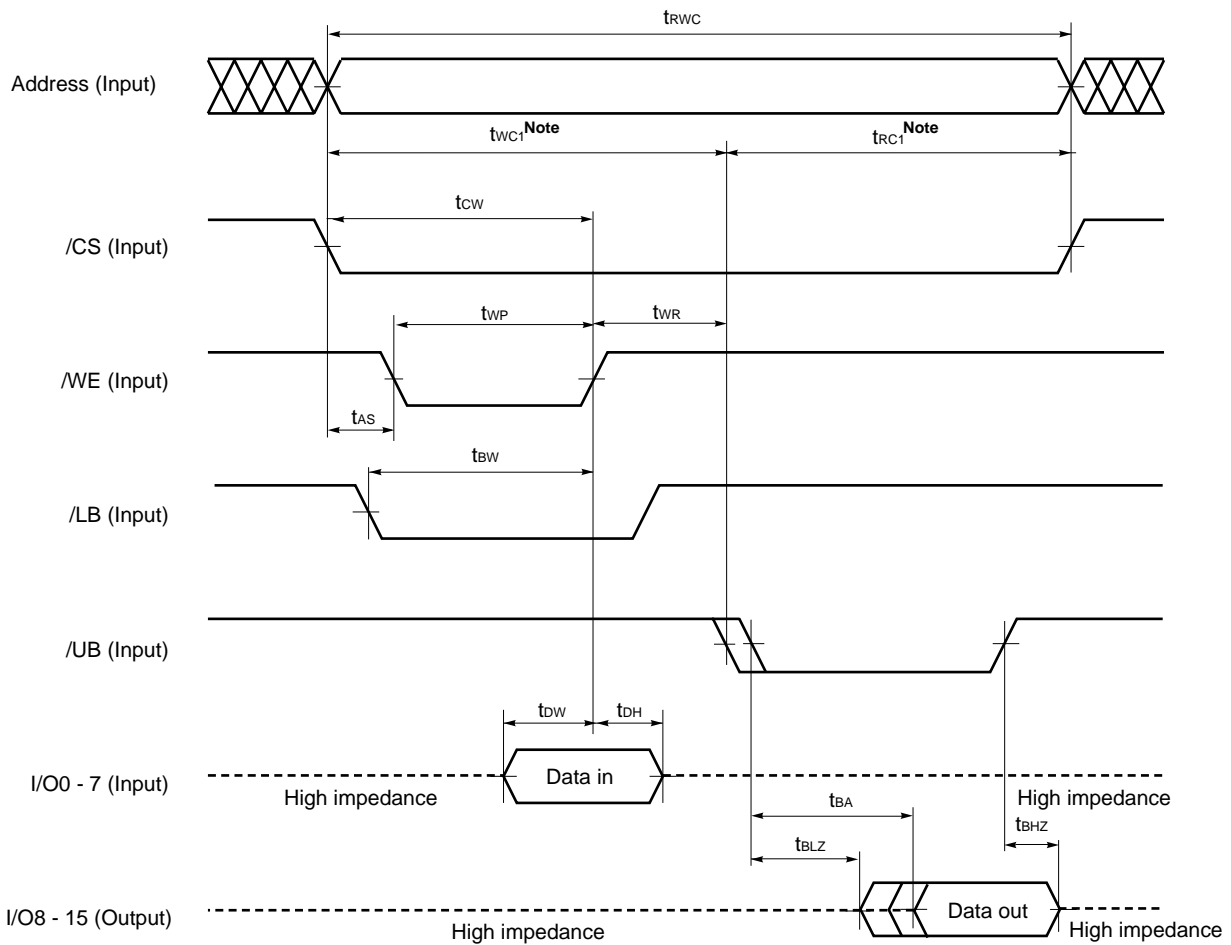 tRWC
Address (Input)
tWC1Note
tRC1Note
tCW
/CS (Input)
tWP
tWR
/WE (Input)
tAS
tBW
/LB (Input)
/UB (Input)
tDW
tDH
I/O0 - 7 (Input)
Data in
High impedance
High impedance
tBA
tBHZ
tBLZ
I/O8 - 15 (Output)
Data out
High impedance
High impedance